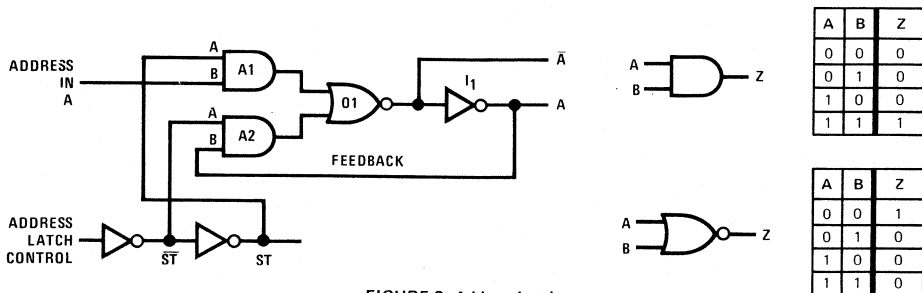 ADDRESS
IN
A
A
B
A1
A
B
A2
O1
I1
Ā
A
FEEDBACK
ADDRESS
LATCH
CONTROL
S̅T̅
ST
A
B
Z
A B Z
0 0 0
0 1 0
1 0 0
1 1 1
A
B
Z
A B Z
0 0 1
0 1 0
1 0 0
1 1 0